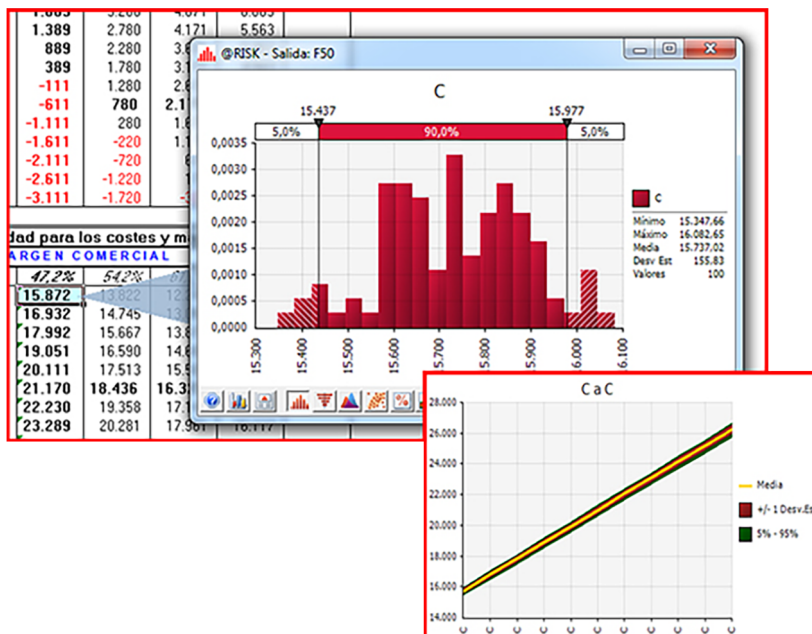 1.389 2.780 4.171 5.563
889 2.280
389 1.780
-111 1.280
-611 780
-1.111 280
-1.611 -220
-2.111 -720
-2.611 -1.220
-3.111 -1.720
dad para los costes y
ARGEN COMERCIAL
47,2% 54,2%
15.872 13.822
16.932 14.745
17.992 15.667
19.051 16.590
20.111 17.513
21.170 18.436
22.230 19.358
23.289 20.281 17.961 16.117
@RISK - Salida: F50
C
15.437 15.977
5,0% 90,0% 5,0%
0,0035
0,0030
0,0025
0,0020
0,0015
0,0010
0,0005
0,0000
15.300 15.400 15.500 15.600 15.700 15.800 15.900 16.000 16.100
C
Mínimo 15.347,66
Máximo 16.082,65
Media 15.737,02
Desv Est 155,83
Valores 100
C a C
28.000
26.000
24.000
22.000
20.000
18.000
16.000
14.000
C C C C C C C C C C C
Media
+/- 1 Desv.Es
5% - 95%